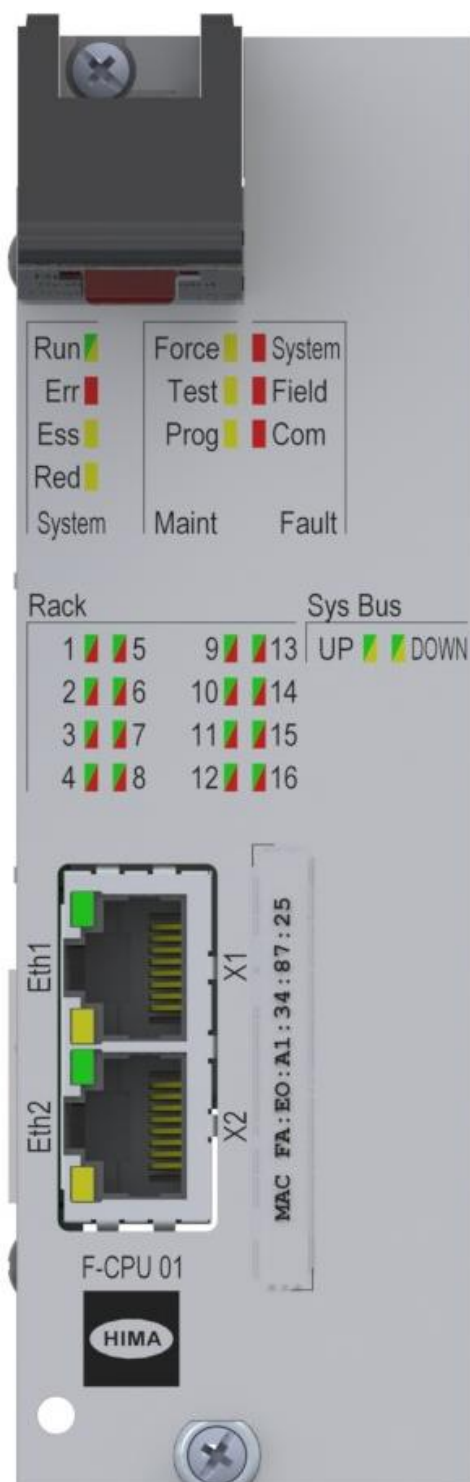 Run Force System
Err Test Field
Ess Prog Com
Red
System Maint Fault
Rack Sys Bus
1 5 9 13 UP DOWN
2 6 10 14
3 7 11 15
4 8 12 16
Eth1 X1
Eth2 X2
MAC FA:EO:A1:34:87:25
F-CPU 01
HIMA